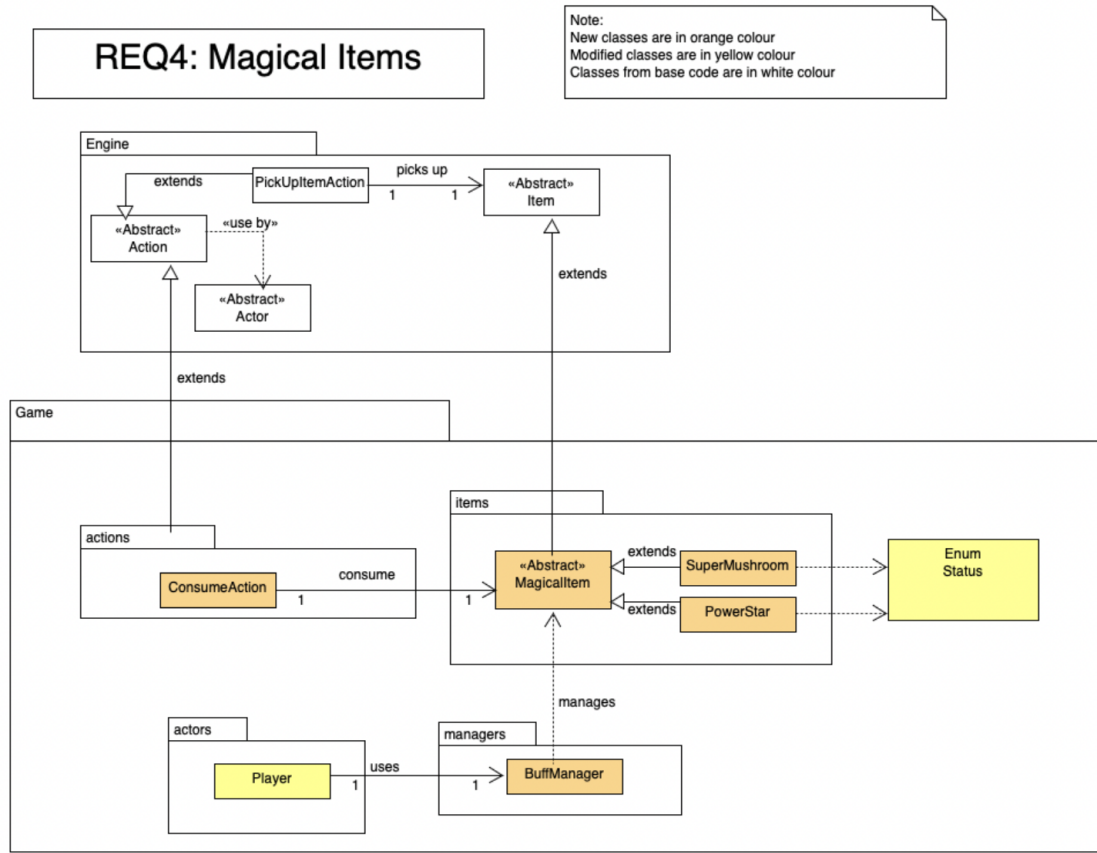 REQ4: Magical Items
Note:
New classes are in orange colour
Modified classes are in yellow colour
Classes from base code are in white colour
Engine
extends
PickUpItemAction
picks up
1
1
«Abstract»
Item
«Abstract»
Action
«use by»
«Abstract»
Actor
extends
extends
Game
actions
ConsumeAction
consume
1
1
items
«Abstract»
MagicalItem
extends
SuperMushroom
extends
PowerStar
Enum
Status
manages
actors
Player
uses
1
1
managers
BuffManager